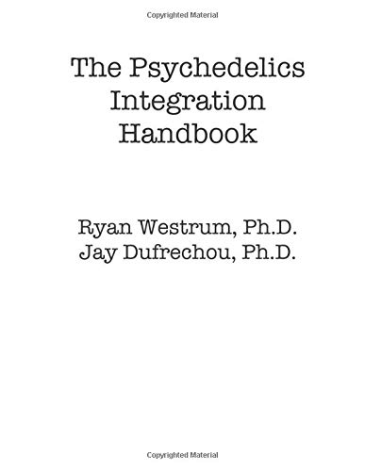 Copyrighted Material
The Psychedelics
Integration
Handbook
Ryan Westrum, Ph.D.
Jay Dufrechou, Ph.D.
Copyrighted Material